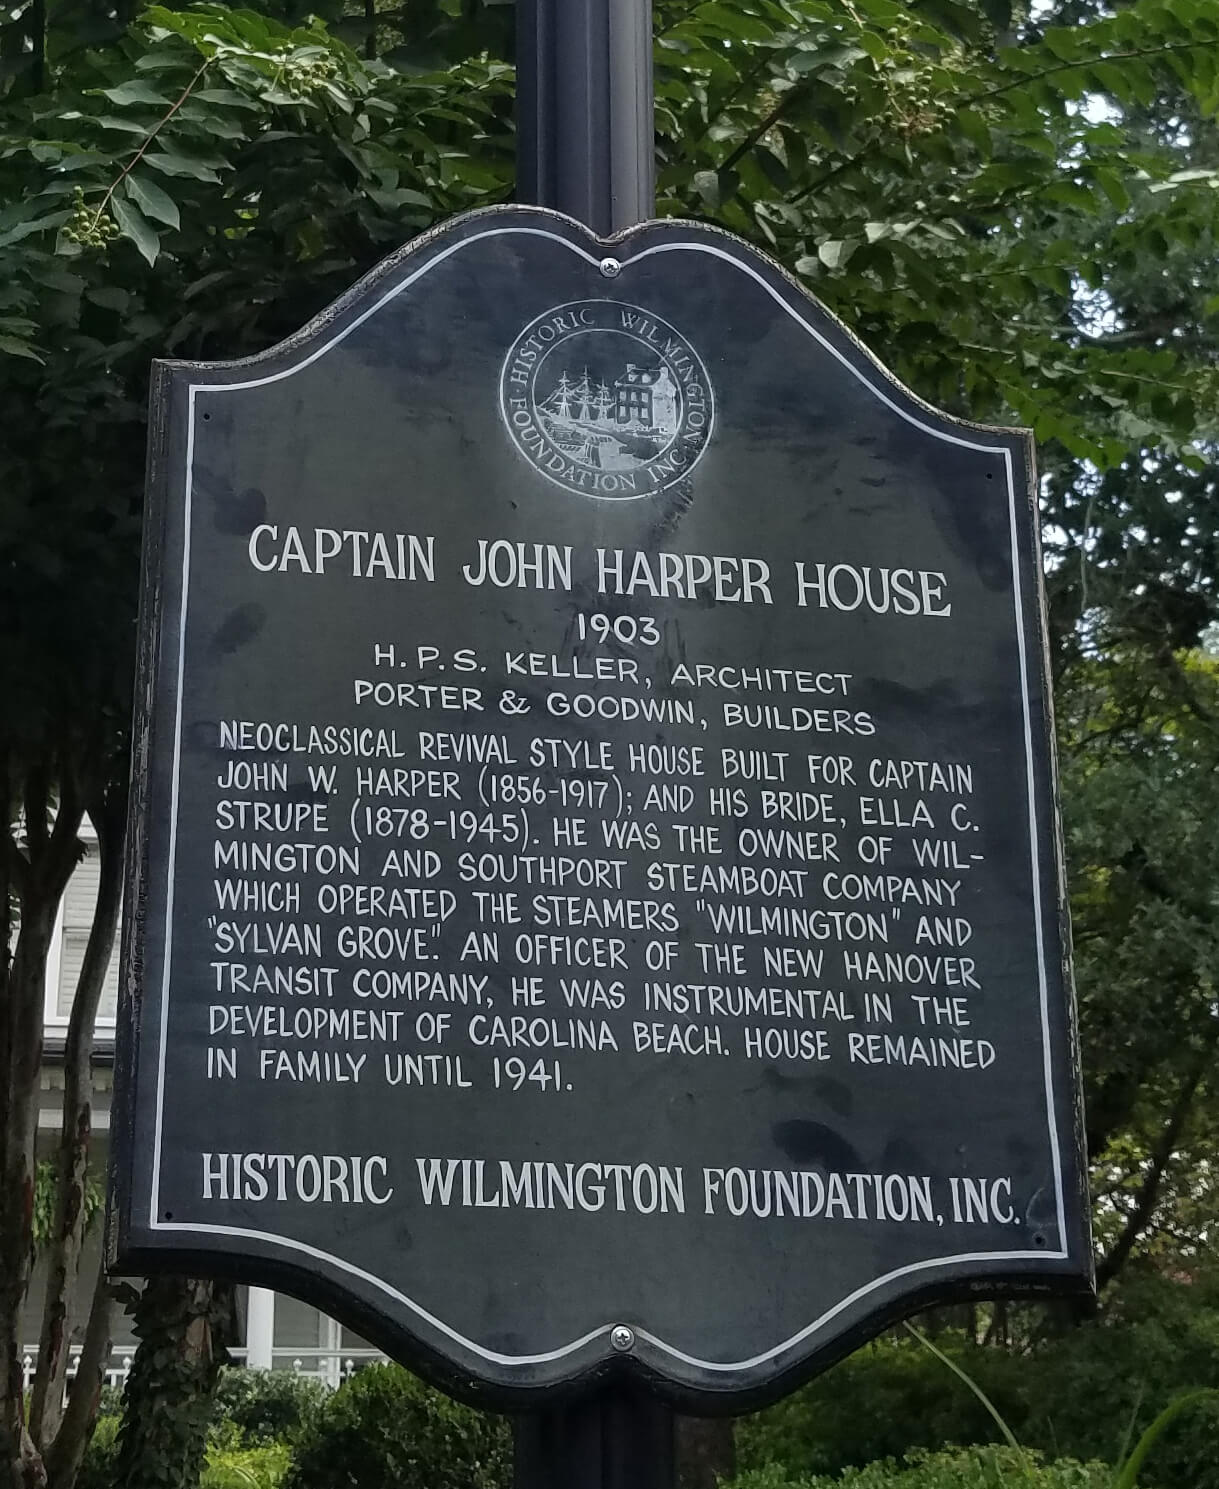 HISTORIC WILMINGTON FOUNDATION INC.
CAPTAIN JOHN HARPER HOUSE
1903
H.P.S. KELLER, ARCHITECT
PORTER & GOODWIN, BUILDERS
NEOCLASSICAL REVIVAL STYLE HOUSE BUILT FOR CAPTAIN
JOHN W. HARPER (1856-1917); AND HIS BRIDE, ELLA C.
STRUPE (1878-1945). HE WAS THE OWNER OF WIL-
MINGTON AND SOUTHPORT STEAMBOAT COMPANY
WHICH OPERATED THE STEAMERS "WILMINGTON" AND
"SYLVAN GROVE." AN OFFICER OF THE NEW HANOVER
TRANSIT COMPANY, HE WAS INSTRUMENTAL IN THE
DEVELOPMENT OF CAROLINA BEACH. HOUSE REMAINED
IN FAMILY UNTIL 1941.
HISTORIC WILMINGTON FOUNDATION, INC.